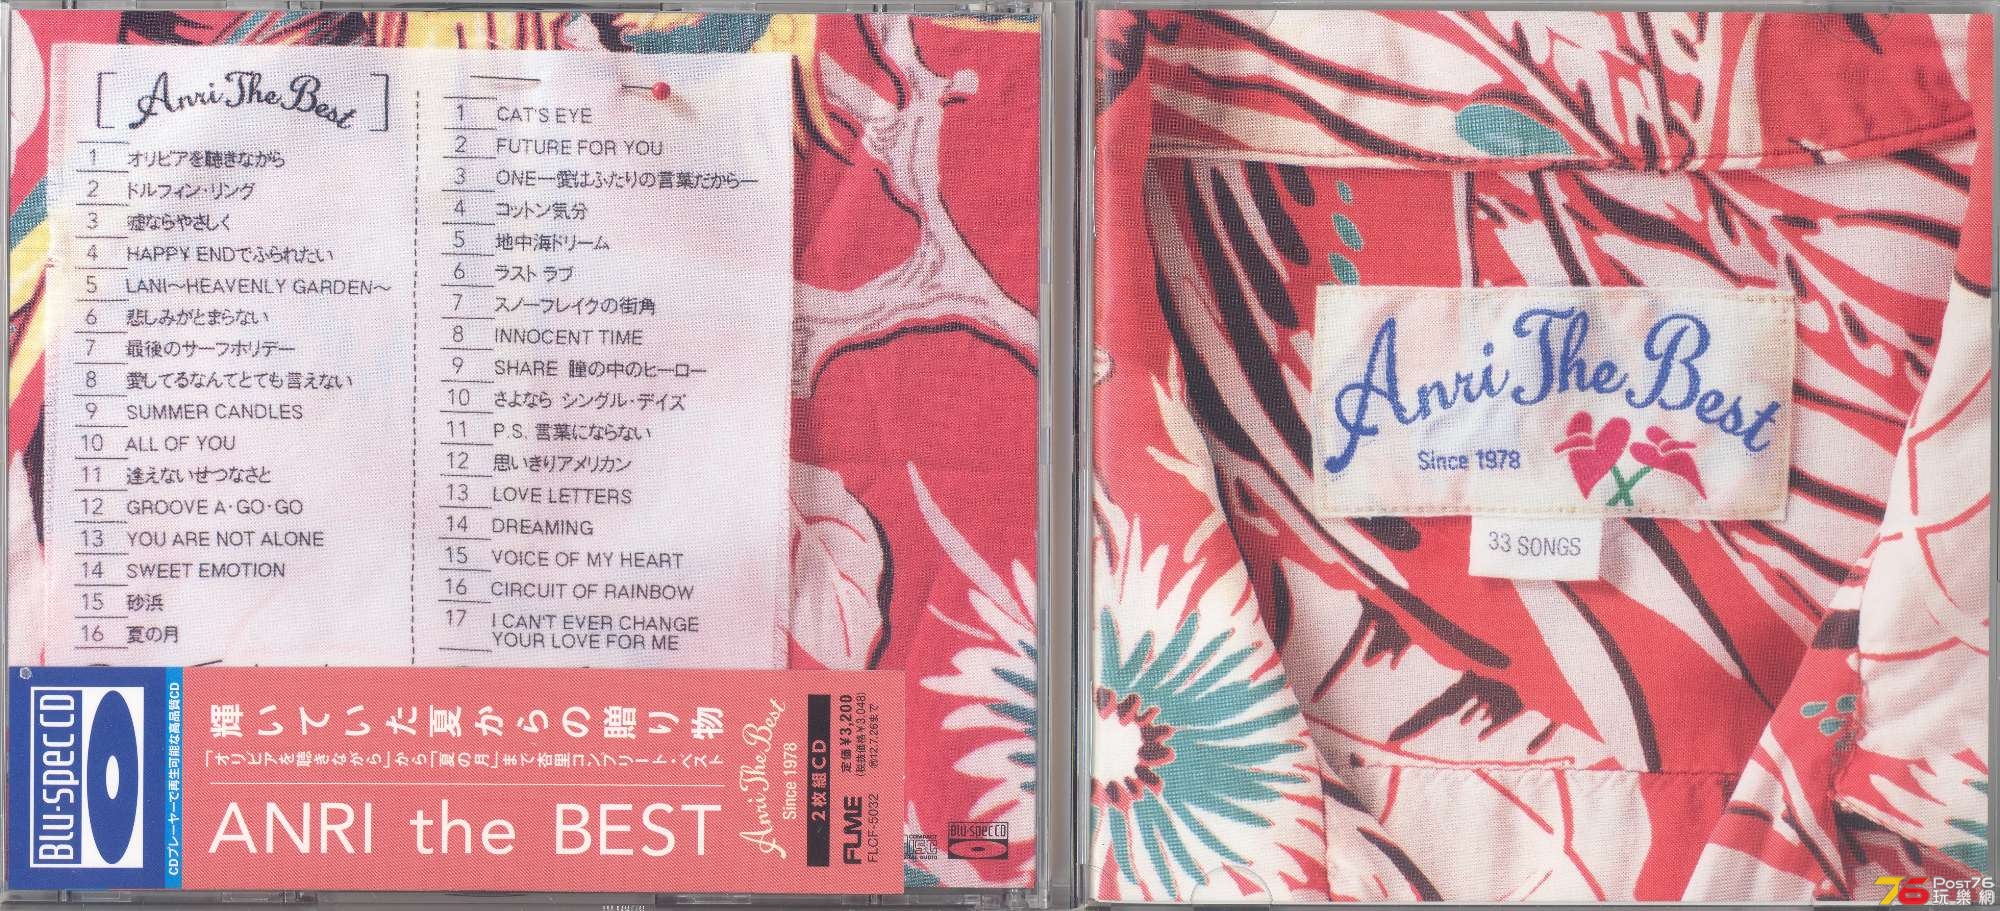 Anri The Best
1 オリビアを聴きながら
2 ドルフィン・リング
3 嘘ならやさしく
4 HAPPY ENDでふられたい
5 LANI～HEAVENLY GARDEN～
6 悲しみがとまらない
7 最後のサーフホリデー
8 愛してるなんてとても言えない
9 SUMMER CANDLES
10 ALL OF YOU
11 逢えないせつなさと
12 GROOVE A・GO・GO
13 YOU ARE NOT ALONE
14 SWEET EMOTION
15 砂浜
16 夏の月
1 CAT'S EYE
2 FUTURE FOR YOU
3 ONE—愛はふたりの言葉だから—
4 コットン気分
5 地中海ドリーム
6 ラスト ラブ
7 スノーフレイクの街角
8 INNOCENT TIME
9 SHARE 瞳の中のヒーロー
10 さよなら シングル・デイズ
11 P.S. 言葉にならない
12 思いきりアメリカン
13 LOVE LETTERS
14 DREAMING
15 VOICE OF MY HEART
16 CIRCUIT OF RAINBOW
17 I CAN'T EVER CHANGE
YOUR LOVE FOR ME
Blu-spec CD
CDプレーヤーで再生可能な高品質CD
輝いていた夏からの贈り物
「オリビアを聴きながら」から「夏の月」まで杏里コンプリート・ベスト
ANRI the BEST
Anri The Best
Since 1978
2枚組CD
FLME
FLCF-5032
定価¥3,200
(税抜価格¥3,048)
COMPACT
DISC
DIGITAL AUDIO
Blu-spec CD
Anri The Best
Since 1978
33 SONGS
76 Post76
玩樂網